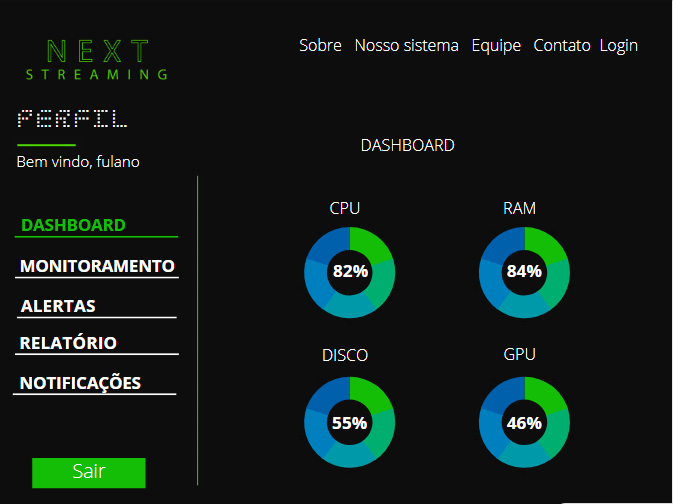 NEXT
STREAMING
Sobre Nosso sistema Equipe Contato Login
PERFIL
Bem vindo, fulano
DASHBOARD
MONITORAMENTO
ALERTAS
RELATÓRIO
NOTIFICAÇÕES
Sair
DASHBOARD
CPU RAM
82% 84%
DISCO GPU
55% 46%